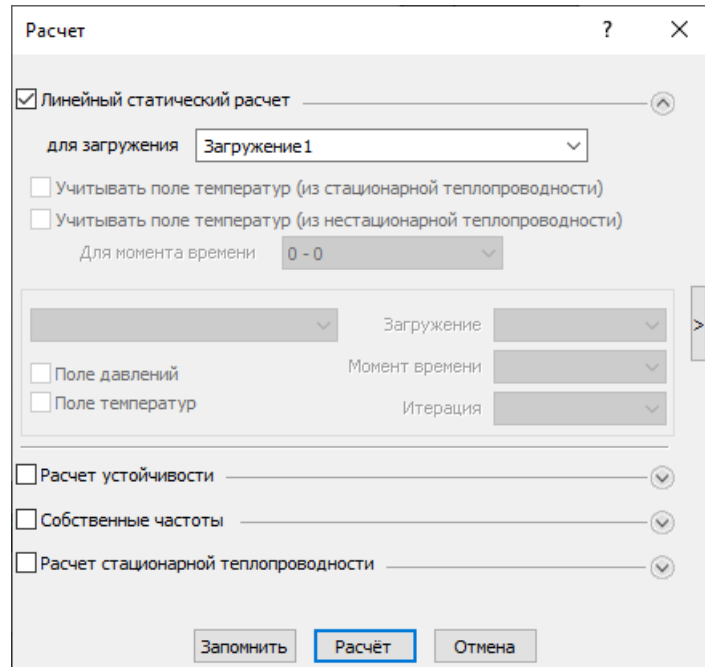 Расчет
?
Линейный статический расчет
для загружения Загружение1
Учитывать поле температур (из стационарной теплопроводности)
Учитывать поле температур (из нестационарной теплопроводности)
Для момента времени 0 - 0
Загружение
>
Поле давлений
Момент времени
Поле температур
Итерация
Расчет устойчивости
Собственные частоты
Расчет стационарной теплопроводности
Запомнить Расчёт Отмена